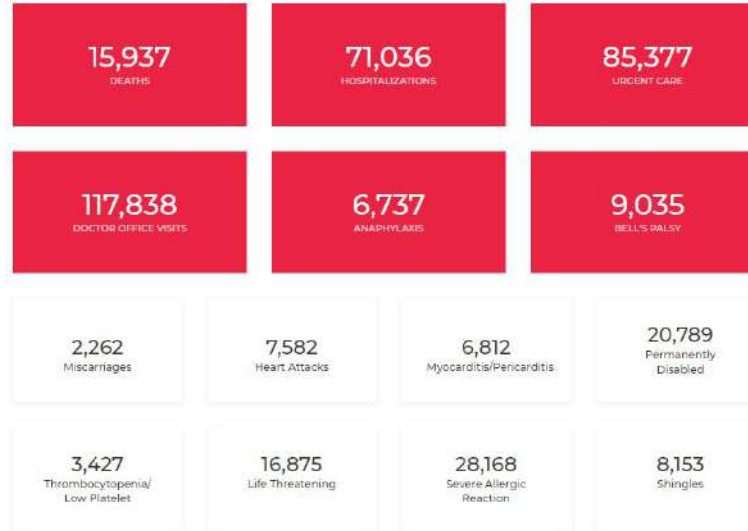 15,937
DEATHS
71,036
HOSPITALIZATIONS
85,377
URGENT CARE
117,838
DOCTOR OFFICE VISITS
6,737
ANAPHYLAXIS
9,035
BELL'S PALSY
2,262
Miscarriages
7,582
Heart Attacks
6,812
Myocarditis/Pericarditis
20,789
Permanently
Disabled
3,427
Thrombocytopenia/
Low Platelet
16,875
Life Threatening
28,168
Severe Allergic
Reaction
8,153
Shingles